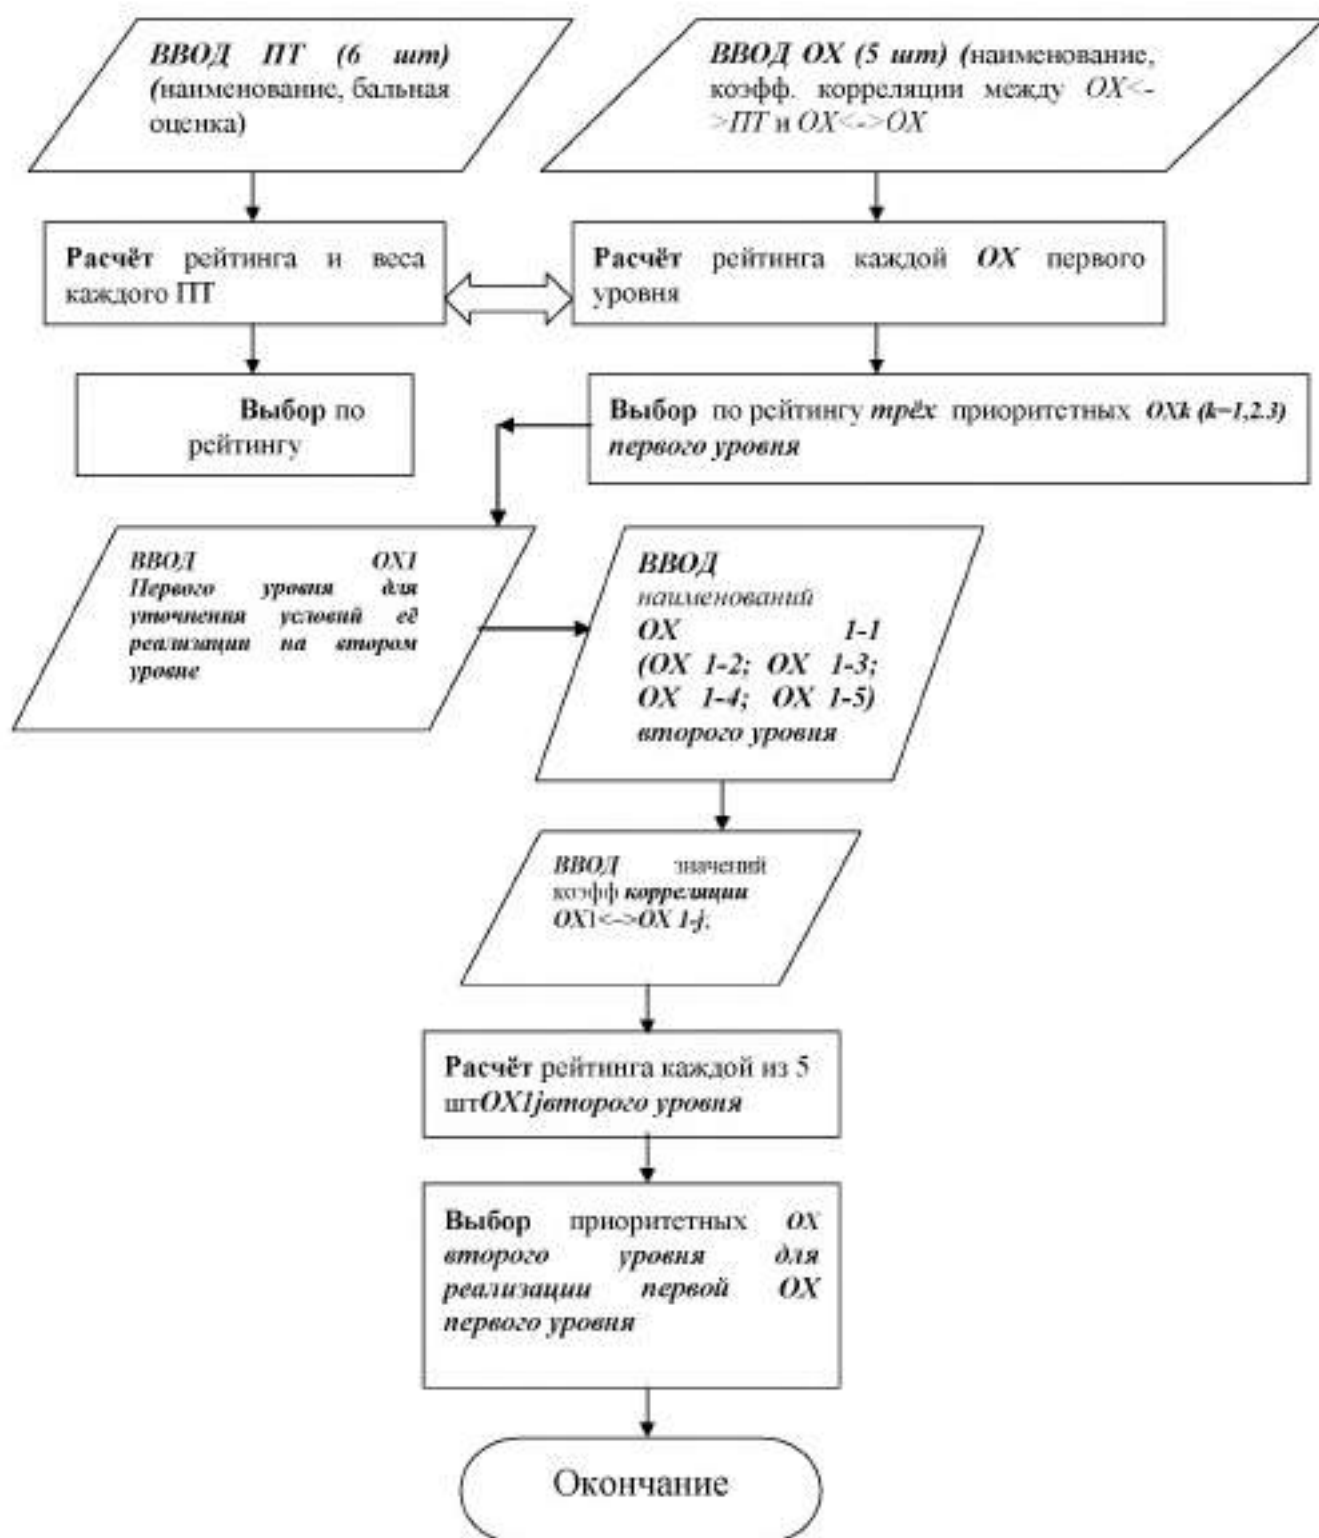 ВВОД ПТ (6 шт)
(наименование, бальная
оценка)
ВВОД ОХ (5 шт) (наименование,
коэфф. корреляции между ОХ<-
>ПТ и ОХ<->ОХ
Расчёт рейтинга и веса
каждого ПТ
Расчёт рейтинга каждой ОХ первого
уровня
Выбор по
рейтингу
Выбор по рейтингу трёх приоритетных ОХk (k=1,2.3)
первого уровня
ВВОД ОХ1
Первого уровня для
уточнения условий её
реализации на втором
уровне
ВВОД
наименований
ОХ 1-1
(ОХ 1-2; ОХ 1-3;
ОХ 1-4; ОХ 1-5)
второго уровня
ВВОД значений
коэфф корреляции
ОХ1<->ОХ 1-j.
Расчёт рейтинга каждой из 5
штОХ1jвторого уровня
Выбор приоритетных ОХ
второго уровня для
реализации первой ОХ
первого уровня
Окончание